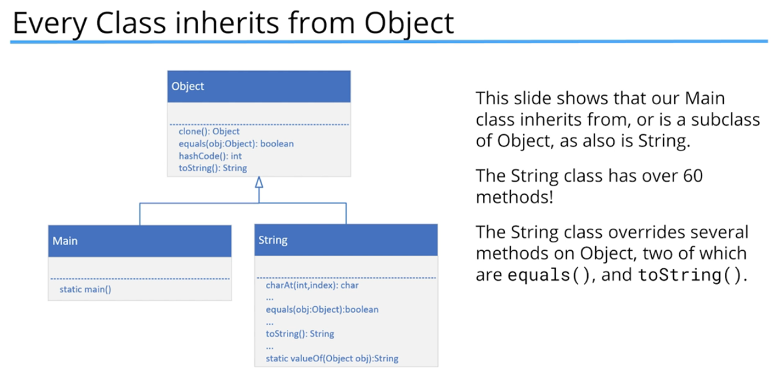 Every Class inherits from Object
Object
clone(): Object
equals(obj:Object): boolean
hashCode(): int
toString(): String
Main
static main()
String
charAt(int,index): char
...
equals(obj:Object):boolean
...
toString(): String
...
static valueOf(Object obj):String
This slide shows that our Main
class inherits from, or is a subclass
of Object, as also is String.
The String class has over 60
methods!
The String class overrides several
methods on Object, two of which
are equals(), and toString().